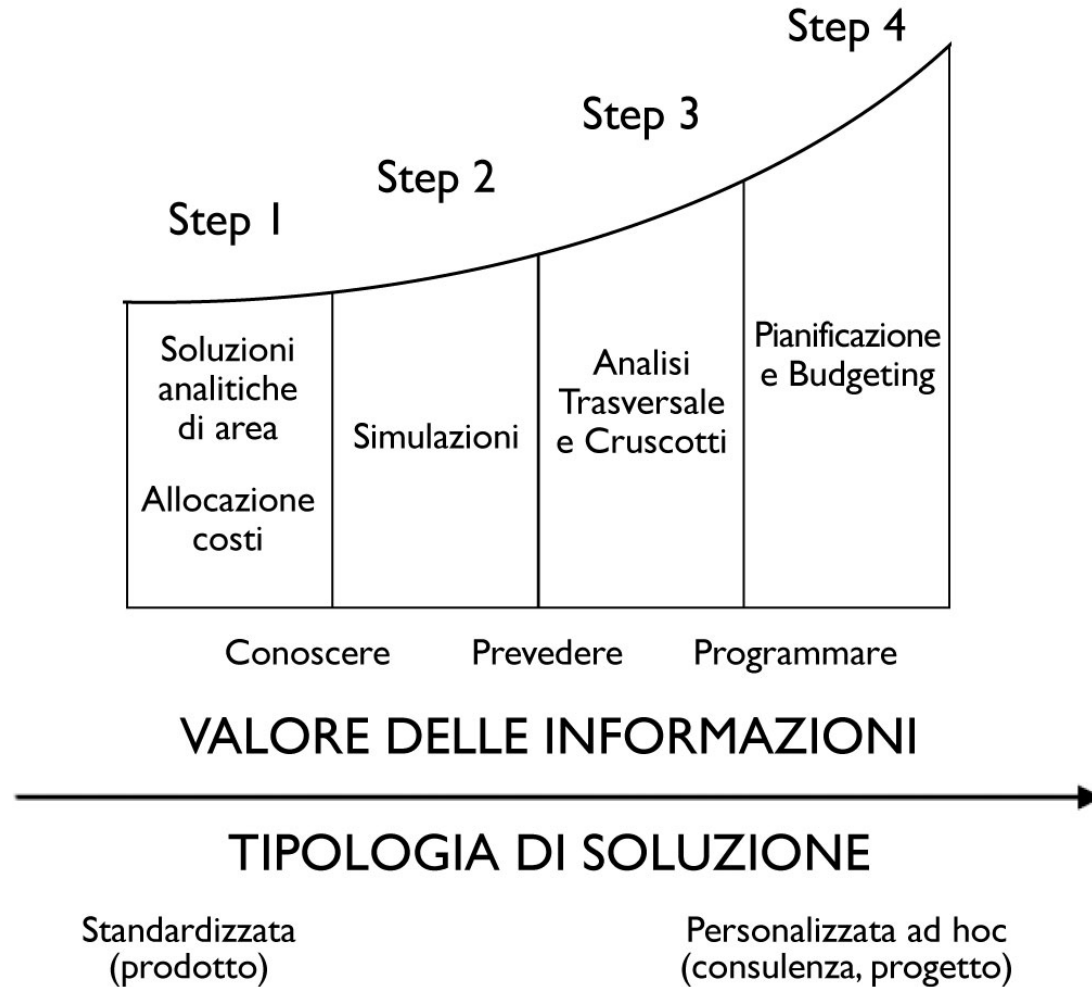 Step 4
Step 3
Step 2
Step 1
Soluzioni
analitiche
di area
Allocazione
costi
Simulazioni
Analisi
Trasversale
e Cruscotti
Pianificazione
e Budgeting
Conoscere
Prevedere
Programmare
VALORE DELLE INFORMAZIONI
TIPOLOGIA DI SOLUZIONE
Standardizzata
(prodotto)
Personalizzata ad hoc
(consulenza, progetto)